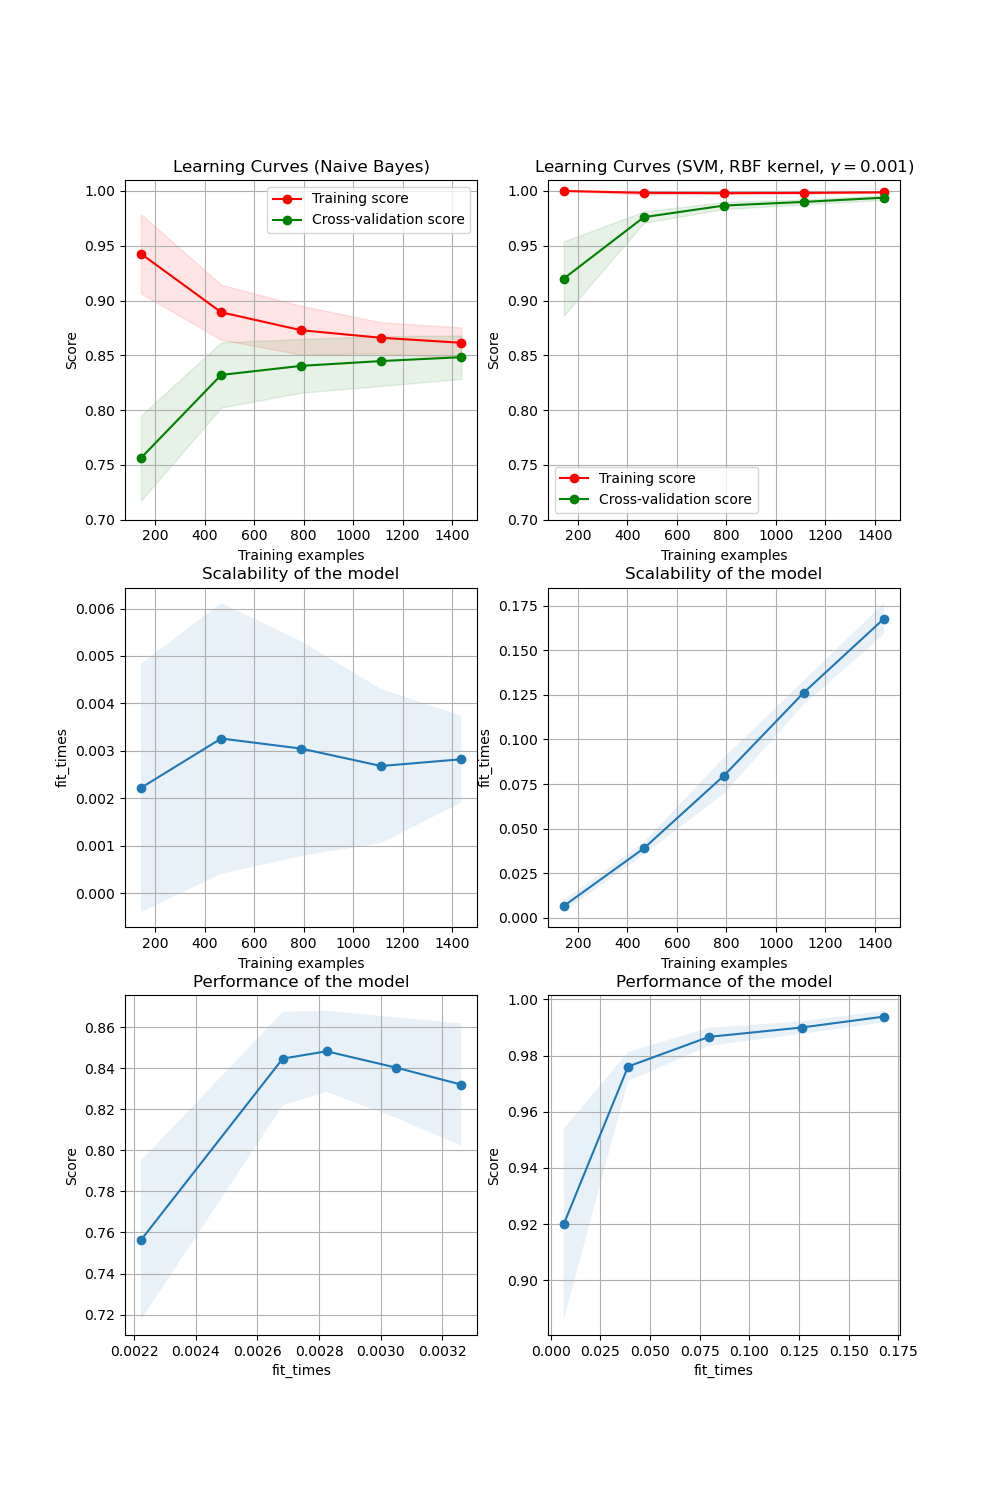 Learning Curves (Naive Bayes)
1.00
0.95
0.90
0.85
0.80
0.75
0.70
Score
Training score
Cross-validation score
200 400 600 800 1000 1200 1400
Training examples
Learning Curves (SVM, RBF kernel, γ = 0.001)
1.00
0.95
0.90
0.85
0.80
0.75
0.70
Score
Training score
Cross-validation score
200 400 600 800 1000 1200 1400
Training examples
Scalability of the model
0.006
0.005
0.004
0.003
0.002
0.001
0.000
fit_times
200 400 600 800 1000 1200 1400
Training examples
Scalability of the model
0.175
0.150
0.125
0.100
0.075
0.050
0.025
0.000
fit_times
200 400 600 800 1000 1200 1400
Training examples
Performance of the model
0.86
0.84
0.82
0.80
0.78
0.76
0.74
0.72
Score
0.0022 0.0024 0.0026 0.0028 0.0030 0.0032
fit_times
Performance of the model
1.00
0.98
0.96
0.94
0.92
0.90
Score
0.000 0.025 0.050 0.075 0.100 0.125 0.150 0.175
fit_times